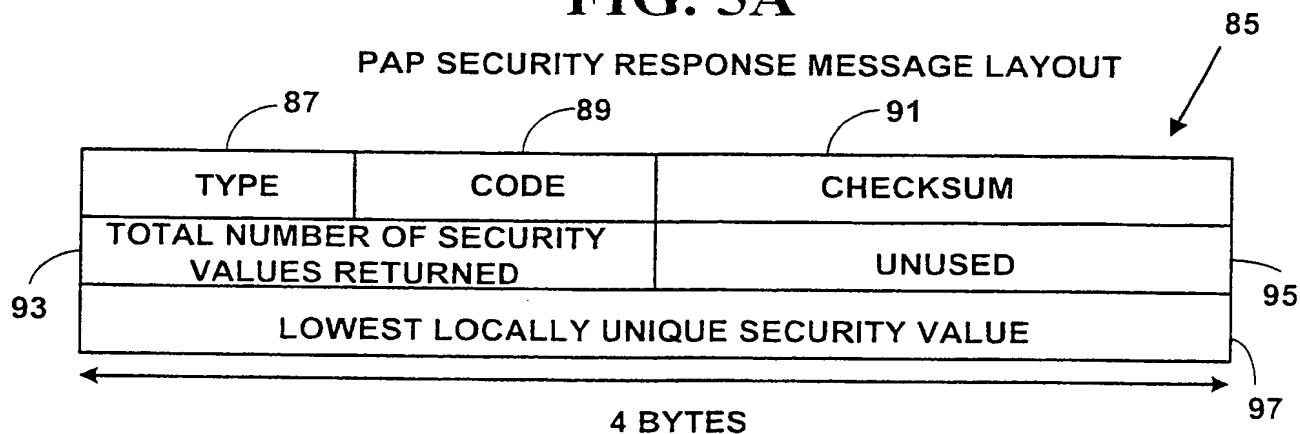 85
PAP SECURITY RESPONSE MESSAGE LAYOUT
87
89
91
TYPE
CODE
CHECKSUM
TOTAL NUMBER OF SECURITY
VALUES RETURNED
UNUSED
93
95
LOWEST LOCALLY UNIQUE SECURITY VALUE
97
4 BYTES